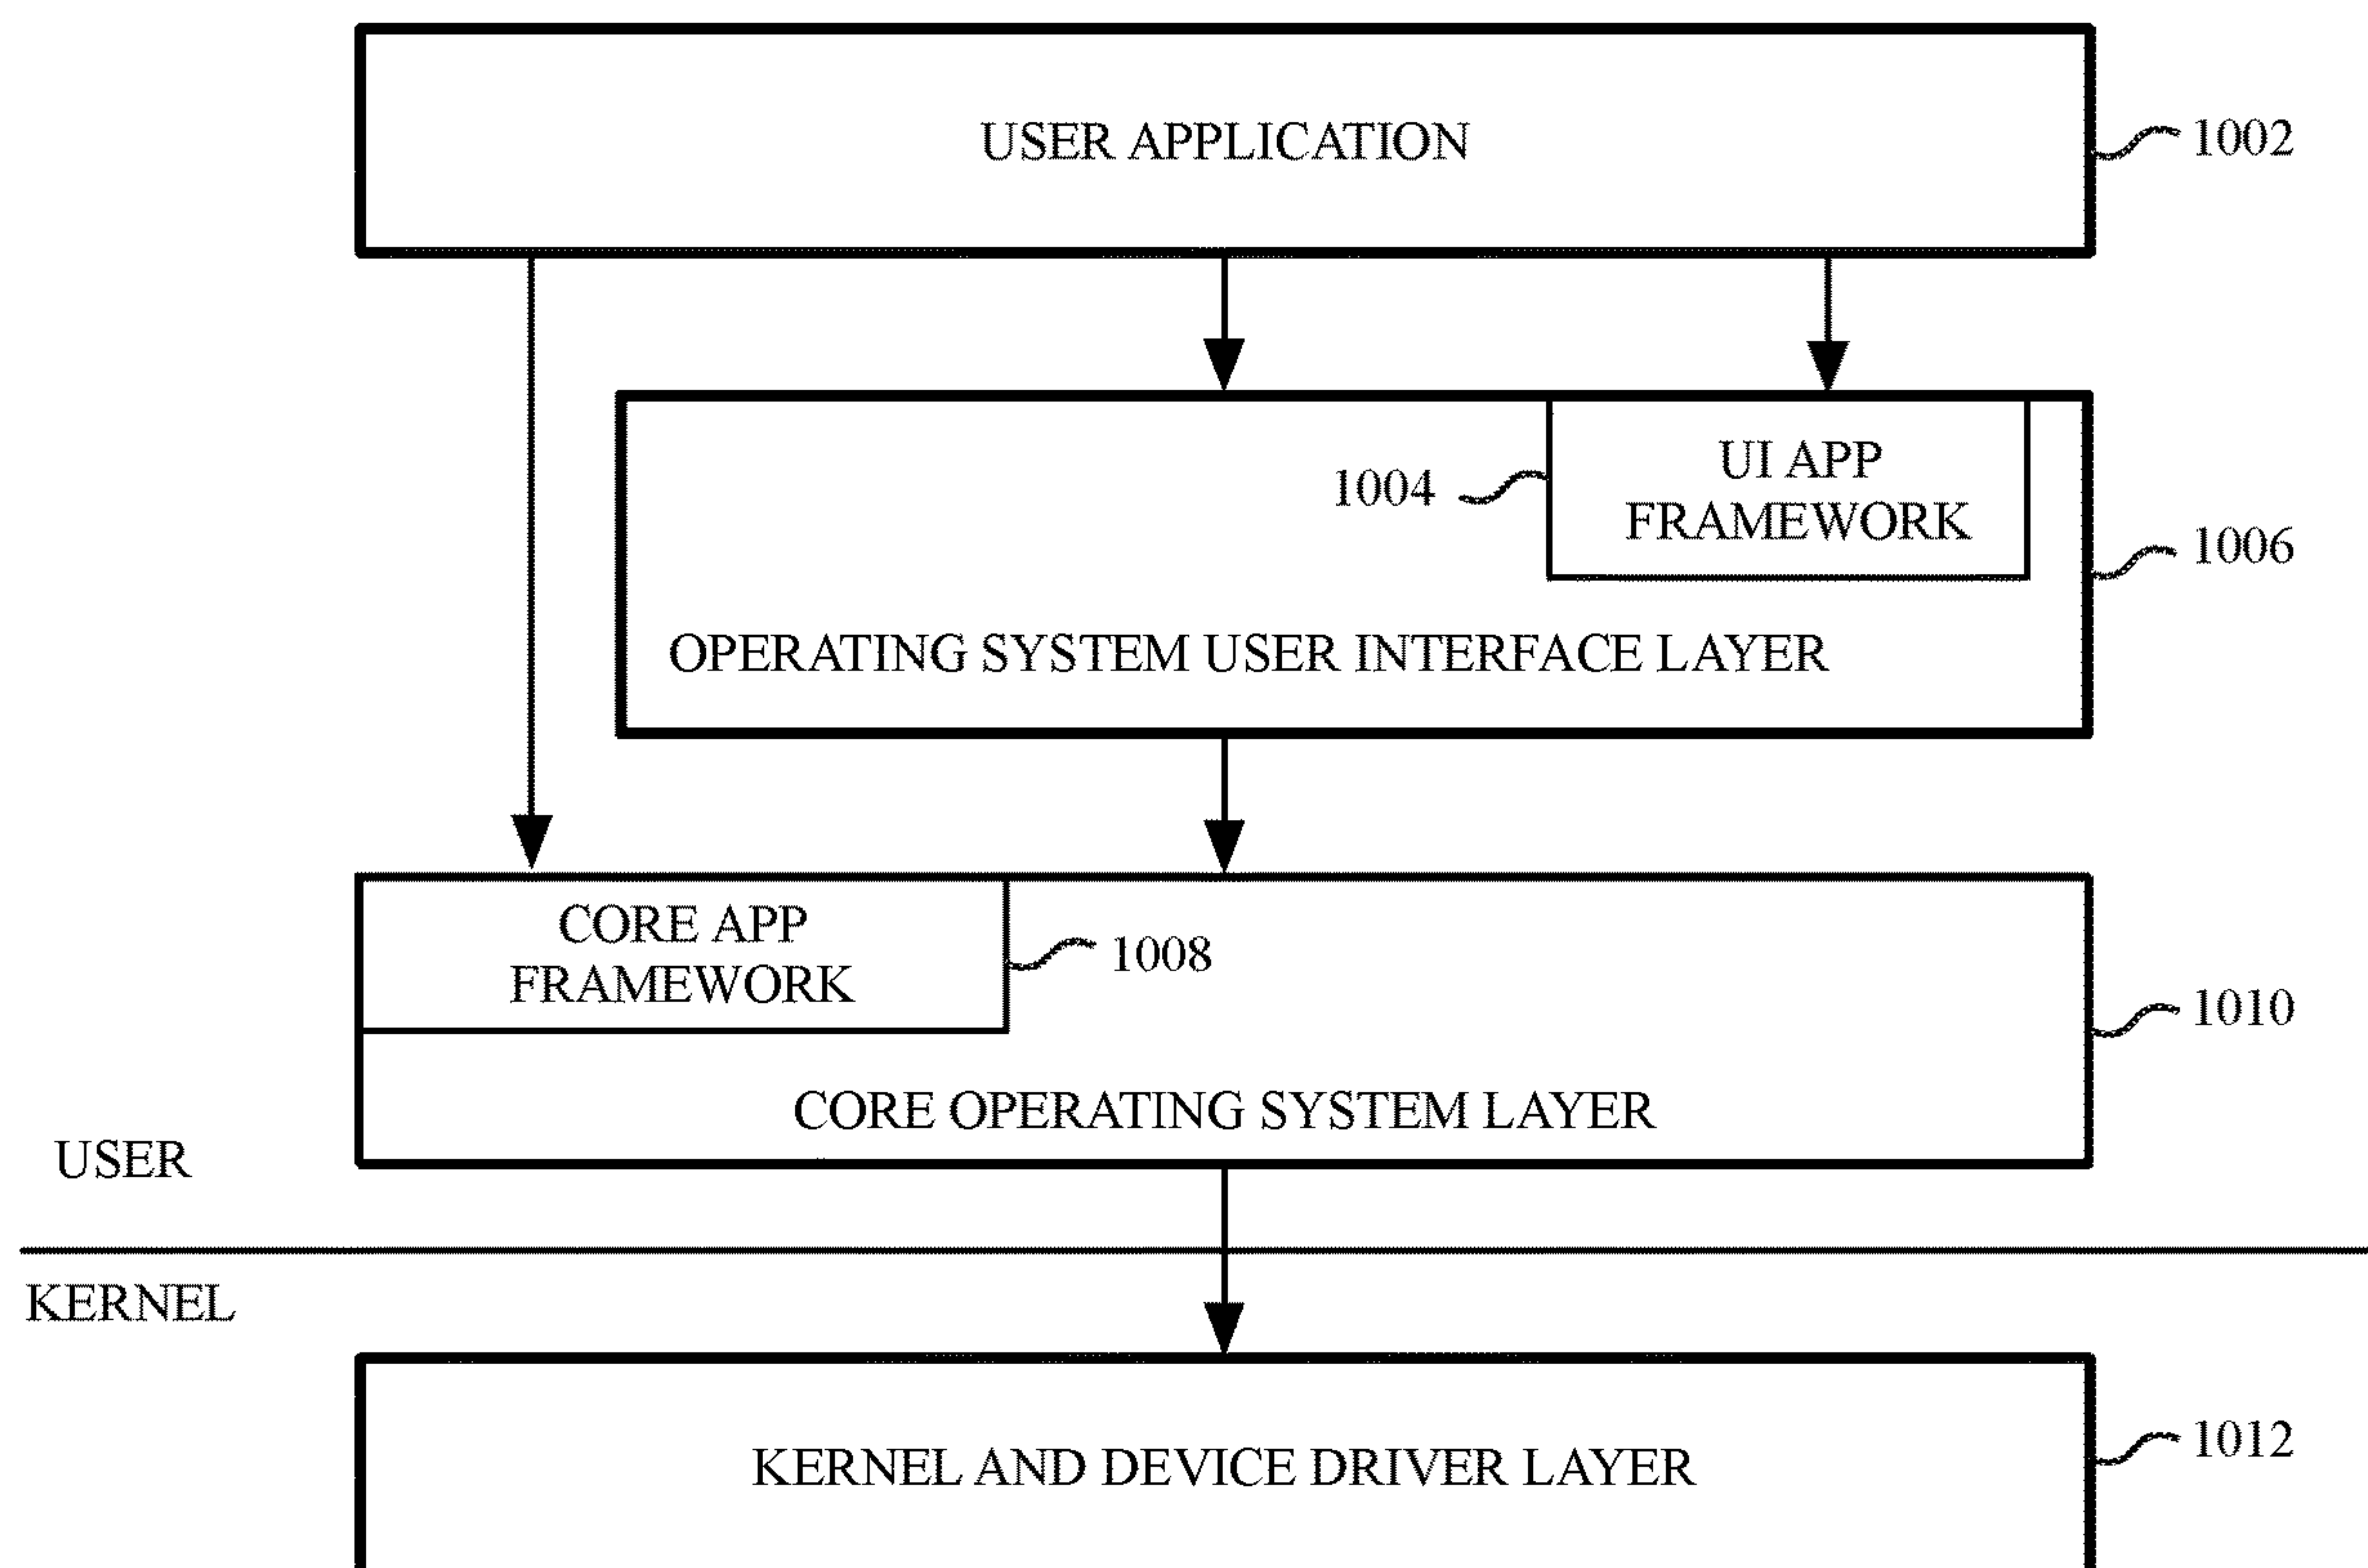 USER APPLICATION
1002
UI APP
1004
FRAMEWORK
1006
OPERATING SYSTEM USER INTERFACE LAYER
CORE APP
1008
FRAMEWORK
1010
CORE OPERATING SYSTEM LAYER
USER
KERNEL
KERNEL AND DEVICE DRIVER LAYER
1012